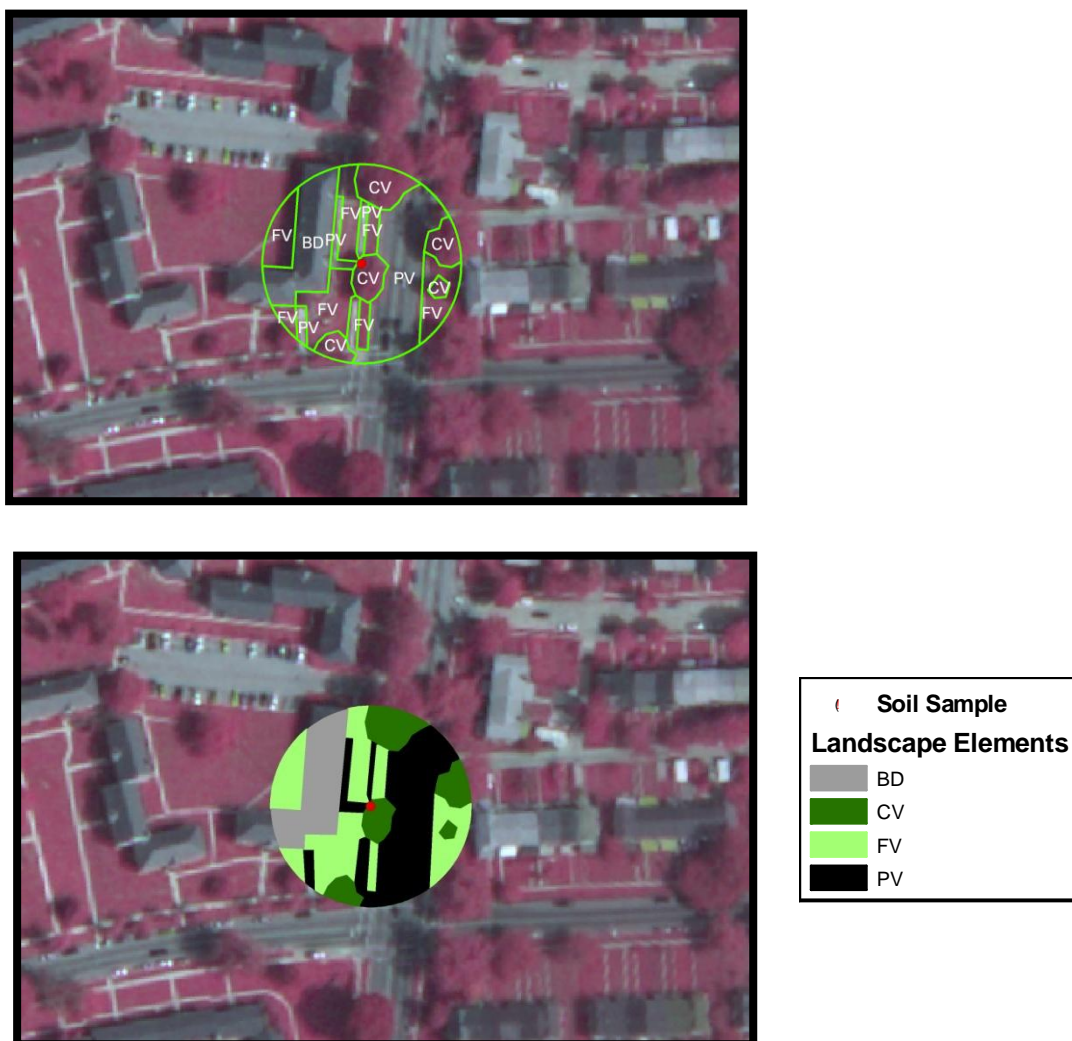 CV
FV PV
FV
FV BD PV CV
CV PV CV
FV FV FV
PV FV
CV
Soil Sample
Landscape Elements
BD
CV
FV
PV